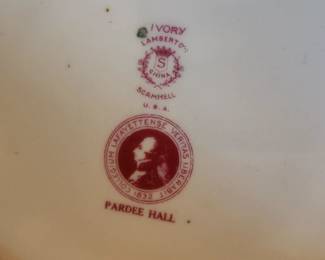 IVORY
LAMBERTON
S
CHINA
SCAMMELL
U.S.A.
COLLEGIUM LAFAYETTENSE VERITAS LIBERABIT
· 1832 ·
PARDEE HALL